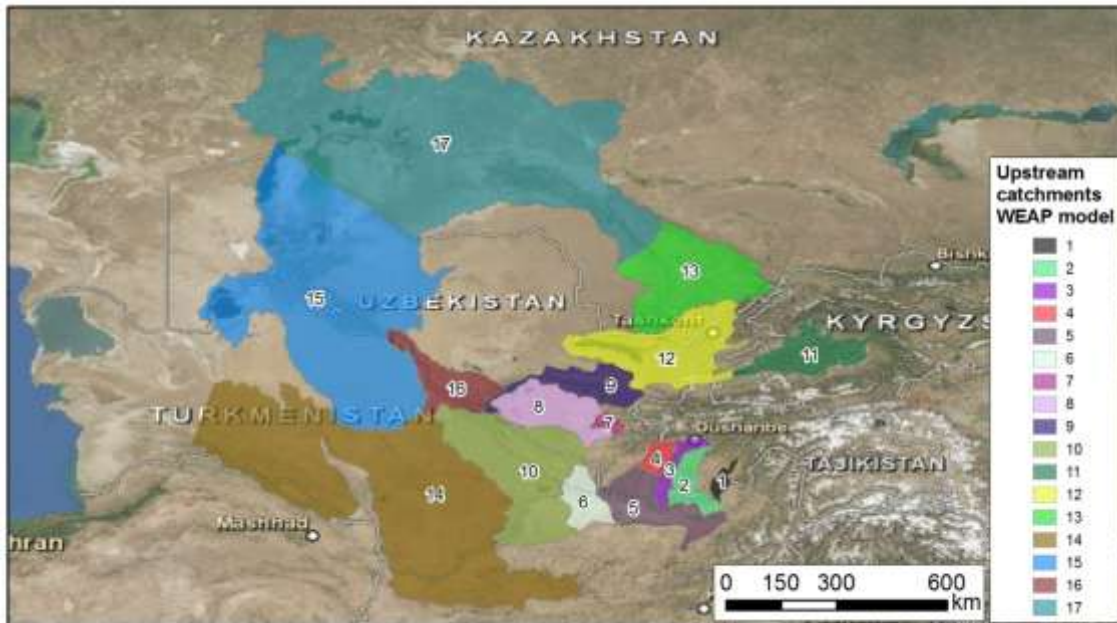 KAZAKHSTAN
17
Upstream
catchments
WEAP model
1
2
3
4
5
6
7
8
9
10
11
12
13
14
15
16
17
Bishk
13
15
UZBEKISTAN
KYRGYZS
12
11
16
9
8
TURKMENISTAN
7
Dushanbe
4
3
10
TAJIKISTAN
14
6
2
1
5
Mashhad
hran
0 150 300 600
km